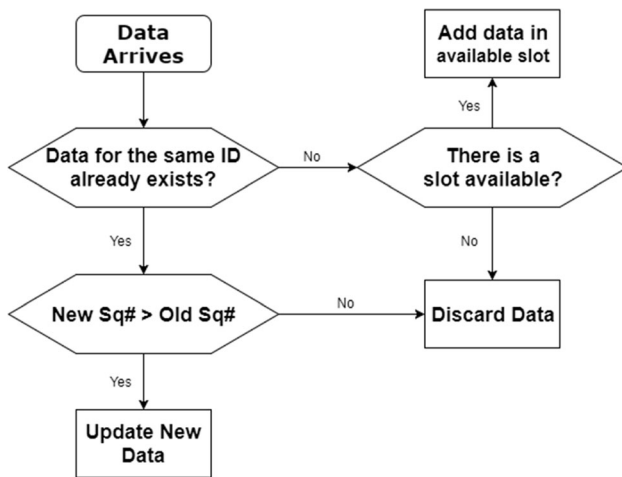 Data
Arrives
Add data in
available slot
Yes
Data for the same ID
already exists?
No
There is a
slot available?
Yes
No
New Sq# > Old Sq#
No
Discard Data
Yes
Update New
Data